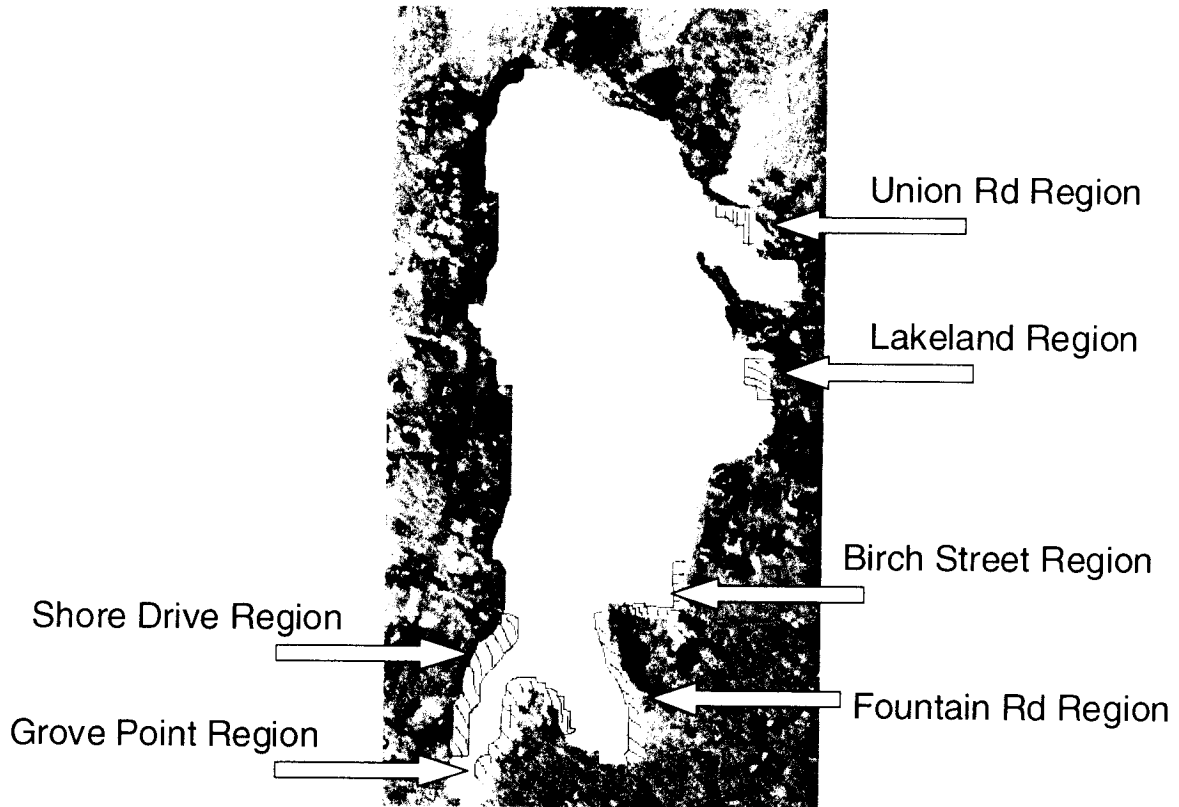 Union Rd Region
Lakeland Region
Birch Street Region
Shore Drive Region
Fountain Rd Region
Grove Point Region